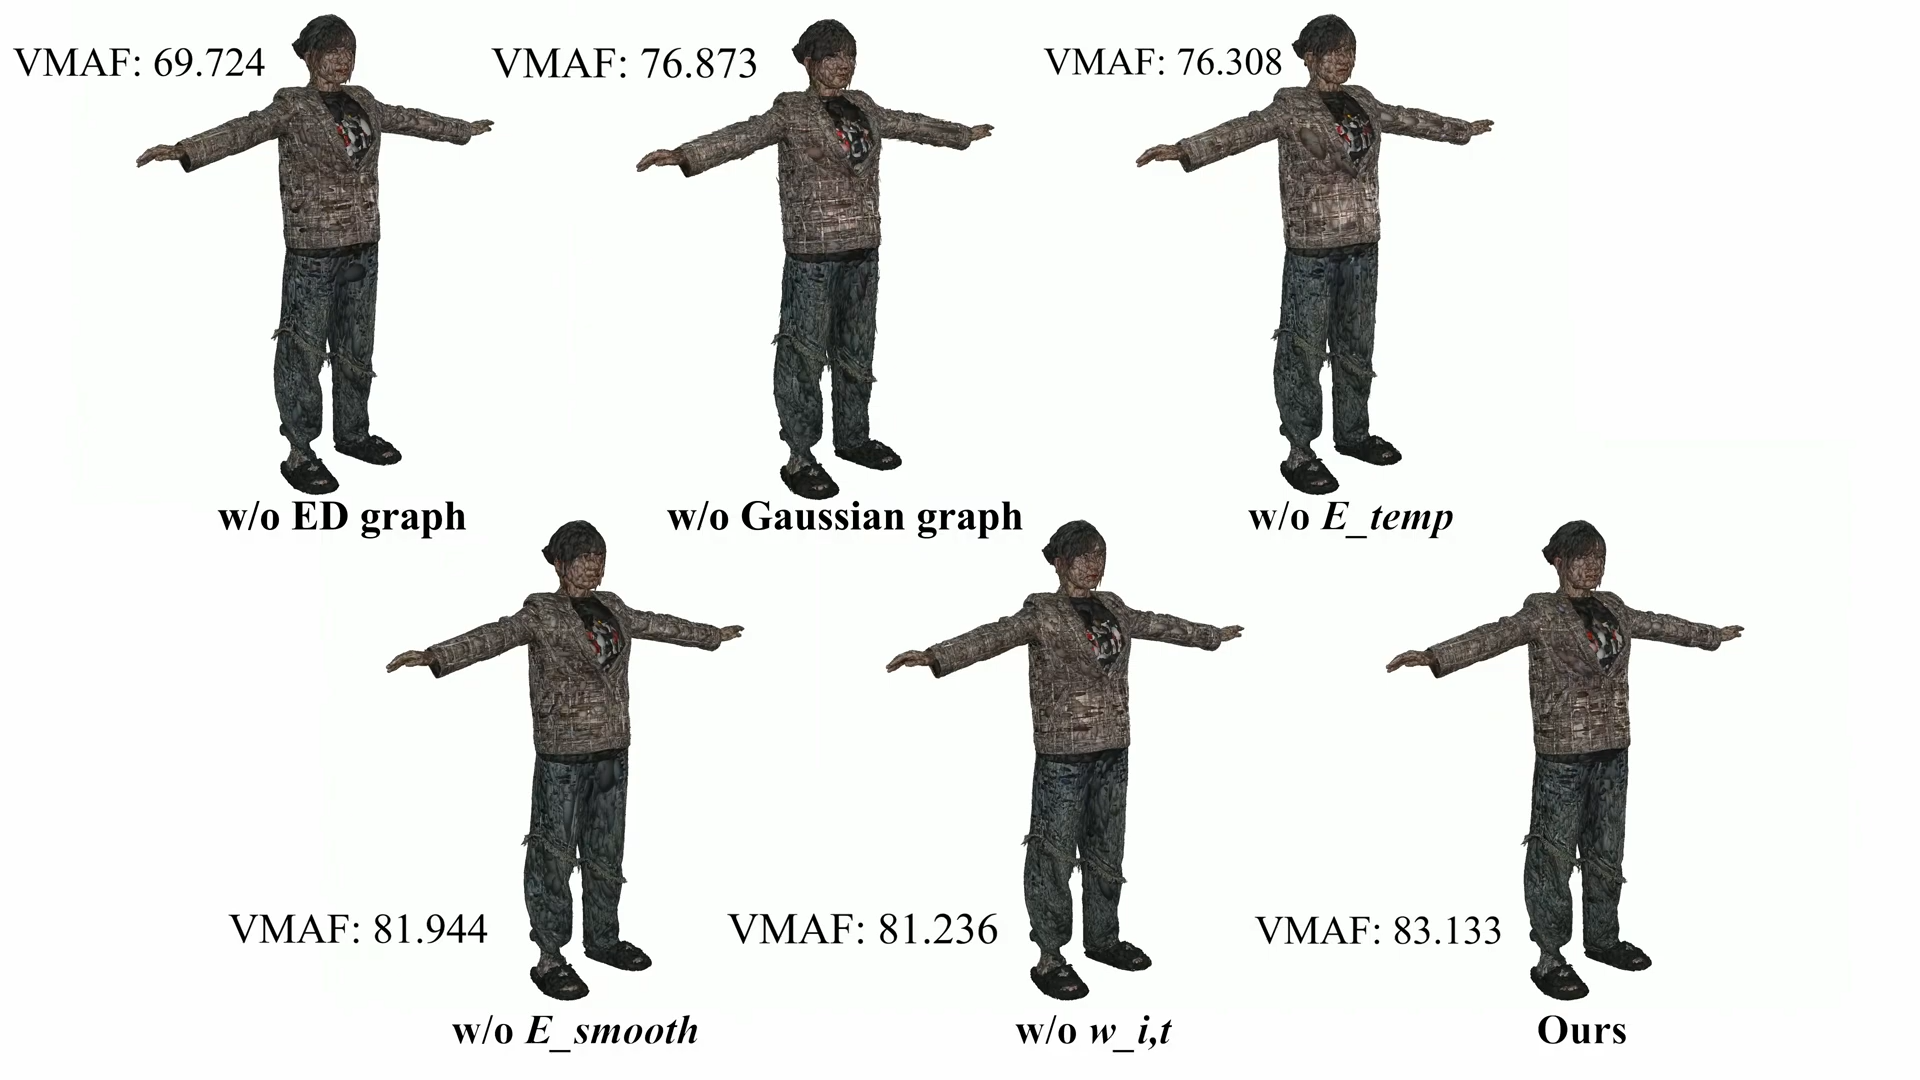 VMAF: 69.724
VMAF: 76.873
VMAF: 76.308
w/o ED graph
w/o Gaussian graph
w/o E_temp
VMAF: 81.944
VMAF: 81.236
VMAF: 83.133
w/o E_smooth
w/o w_i,t
Ours